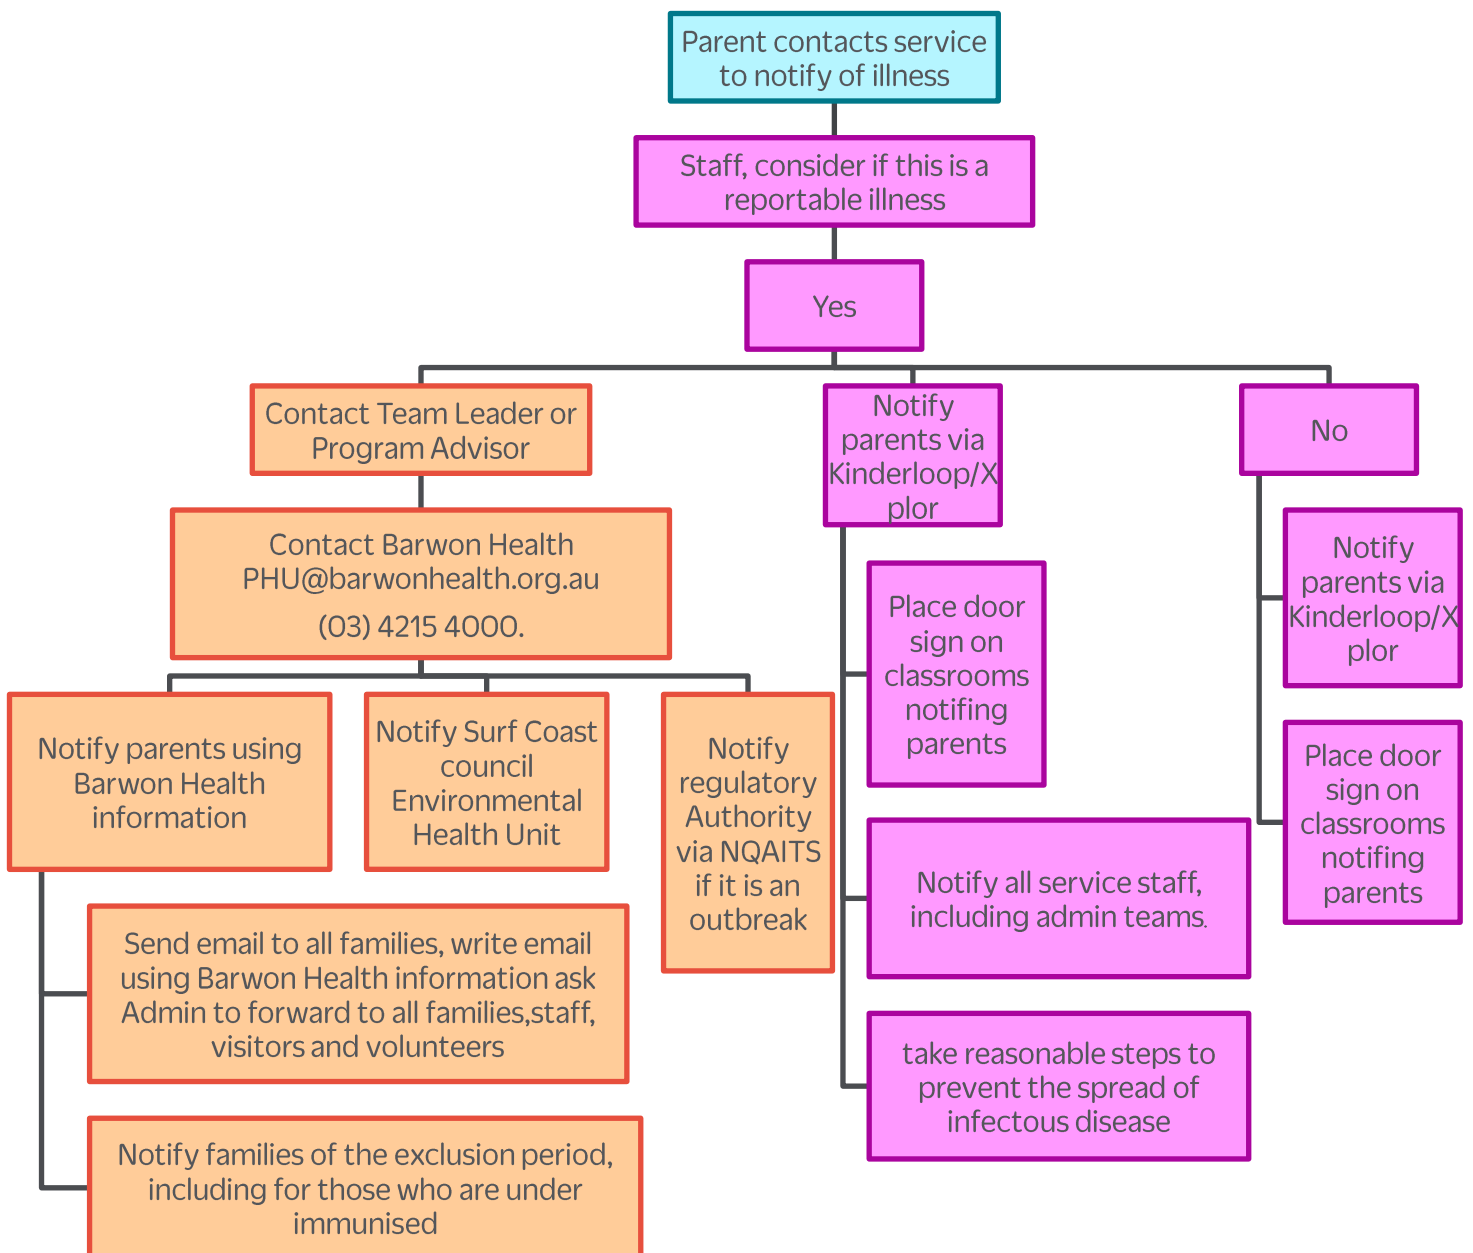 Parent contacts service
to notify of illness
Staff, consider if this is a
reportable illness
Yes
Contact Team Leader or
Program Advisor
Contact Barwon Health
PHU@barwonhealth.org.au
(03) 4215 4000.
Notify parents using
Barwon Health
information
Send email to all families, write email
using Barwon Health information ask
Admin to forward to all families,staff,
visitors and volunteers
Notify families of the exclusion period,
including for those who are under
immunised
Notify Surf Coast
council
Environmental
Health Unit
Notify
regulatory
Authority
via NQAITS
if it is an
outbreak
Notify
parents via
Kinderloop/X
plor
Place door
sign on
classrooms
notifing
parents
Notify all service staff,
including admin teams.
take reasonable steps to
prevent the spread of
infectous disease
No
Notify
parents via
Kinderloop/X
plor
Place door
sign on
classrooms
notifing
parents